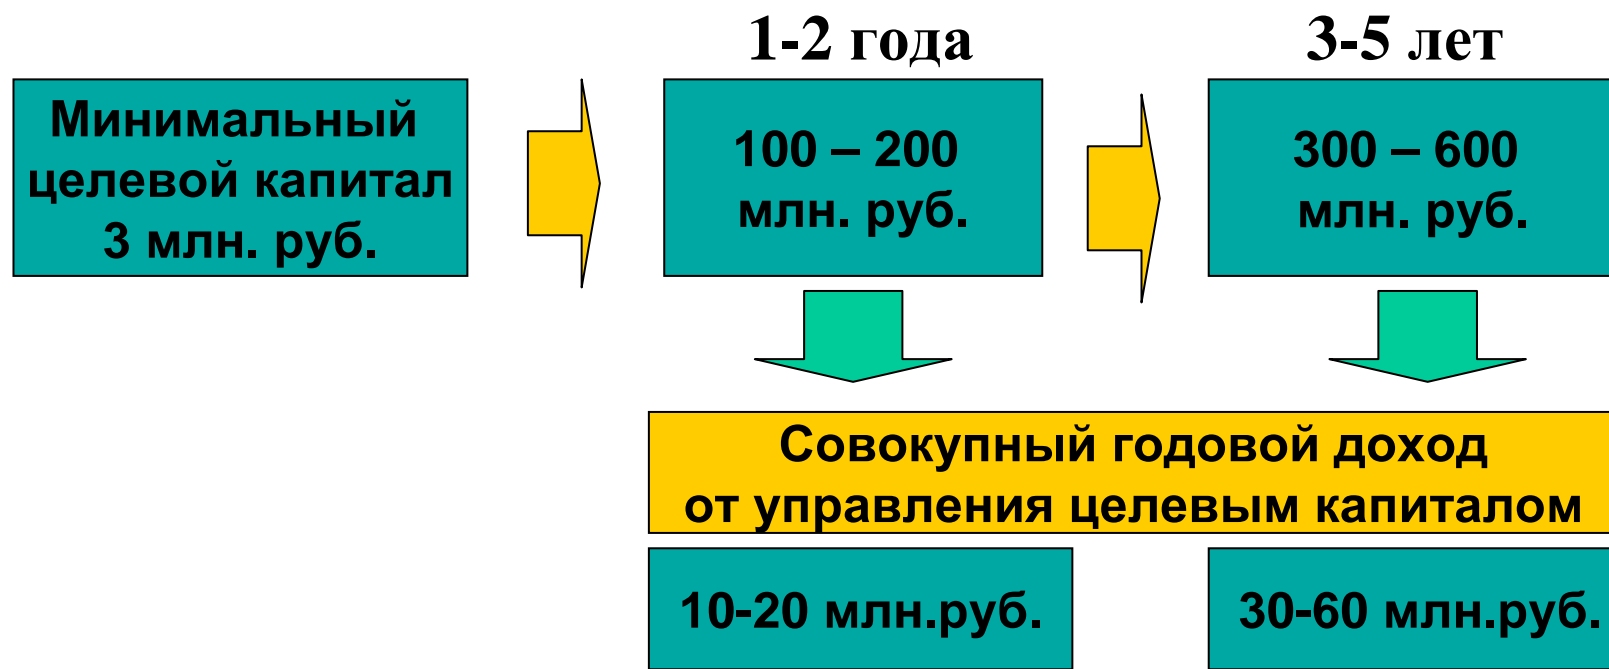 1-2 года
3-5 лет
Минимальный
целевой капитал
3 млн. руб.
100 – 200
млн. руб.
300 – 600
млн. руб.
Совокупный годовой доход
от управления целевым капиталом
10-20 млн.руб.
30-60 млн.руб.